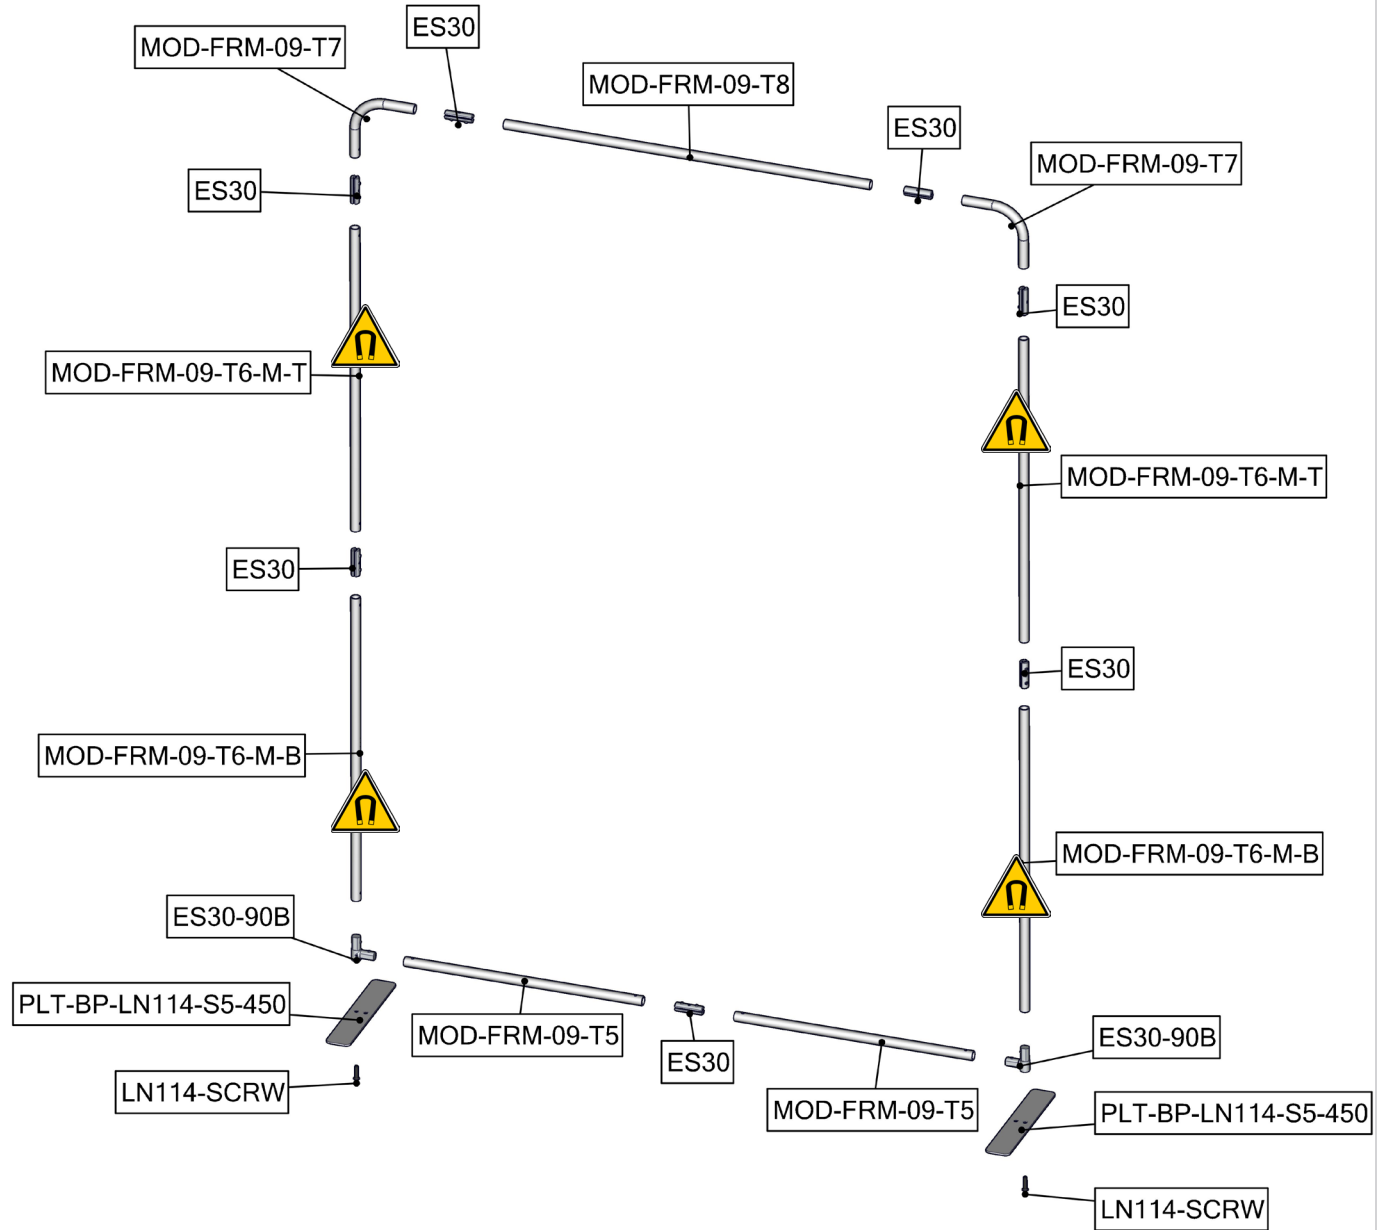 ES30
MOD-FRM-09-T7
MOD-FRM-09-T8
ES30
MOD-FRM-09-T7
ES30
ES30
MOD-FRM-09-T6-M-T
MOD-FRM-09-T6-M-T
ES30
ES30
MOD-FRM-09-T6-M-B
MOD-FRM-09-T6-M-B
ES30-90B
PLT-BP-LN114-S5-450
MOD-FRM-09-T5
ES30
ES30-90B
LN114-SCRW
MOD-FRM-09-T5
PLT-BP-LN114-S5-450
LN114-SCRW